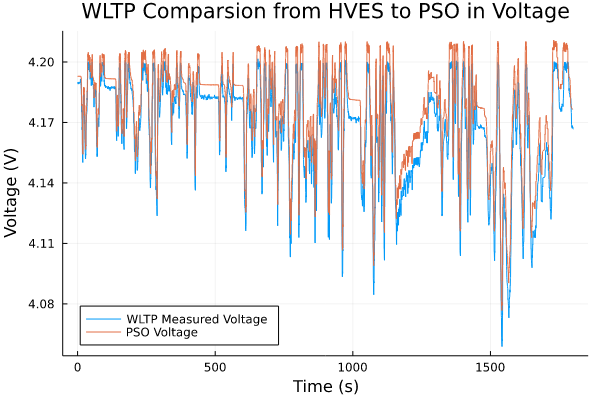 WLTP Comparsion from HVES to PSO in Voltage
Voltage (V)
4.20
4.17
4.14
4.11
4.08
WLTP Measured Voltage
PSO Voltage
0
500
1000
1500
Time (s)